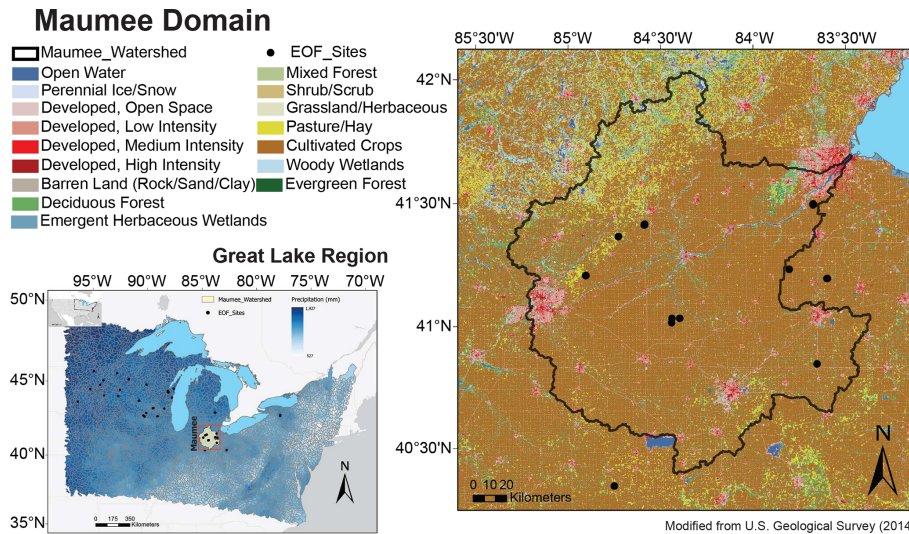 Maumee Domain
Maumee_Watershed
EOF_Sites
Open Water
Perennial Ice/Snow
Developed, Open Space
Developed, Low Intensity
Developed, Medium Intensity
Developed, High Intensity
Barren Land (Rock/Sand/Clay)
Deciduous Forest
Emergent Herbaceous Wetlands
Mixed Forest
Shrub/Scrub
Grassland/Herbaceous
Pasture/Hay
Cultivated Crops
Woody Wetlands
Evergreen Forest
Great Lake Region
95°W 90°W 85°W 80°W 75°W 70°W
50°N
45°N
40°N
35°N
Maumee_Watershed
EOF_Sites
Precipitation (mm)
527
Maumee
N
0 175 350
Kilometers
85°30'W 85°W 84°30'W 84°W 83°30'W
42°N
41°30'N
41°N
40°30'N
N
0 10 20
Kilometers
Modified from U.S. Geological Survey (2014